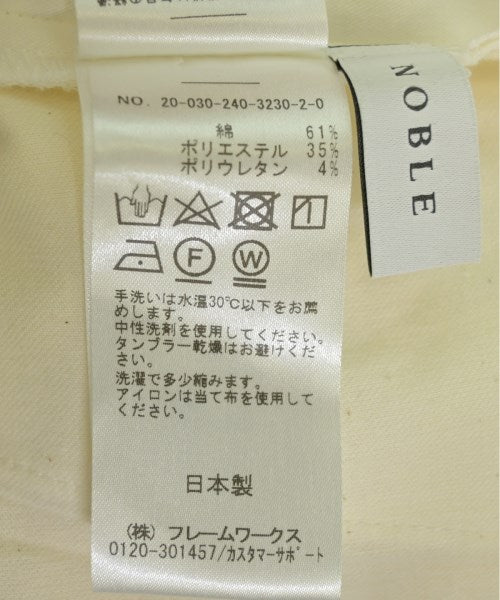 NO. 20-030-240-3230-2-0
綿 61%
ポリエステル 35%
ポリウレタン 4%
F W
手洗いは水温30℃以下をお薦
めします。
中性洗剤を使用してください。
タンブラー乾燥はお避けくだ
さい。
洗濯で多少縮みます。
アイロンは当て布を使用して
ください。
日本製
(株) フレームワークス
0120-301457/カスタマーサポート
NOBLE